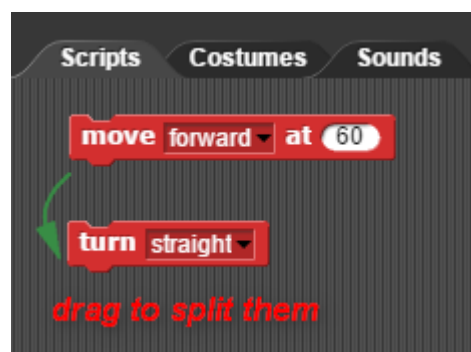 Scripts Costumes Sounds
move forward at 60
turn straight
drag to split them